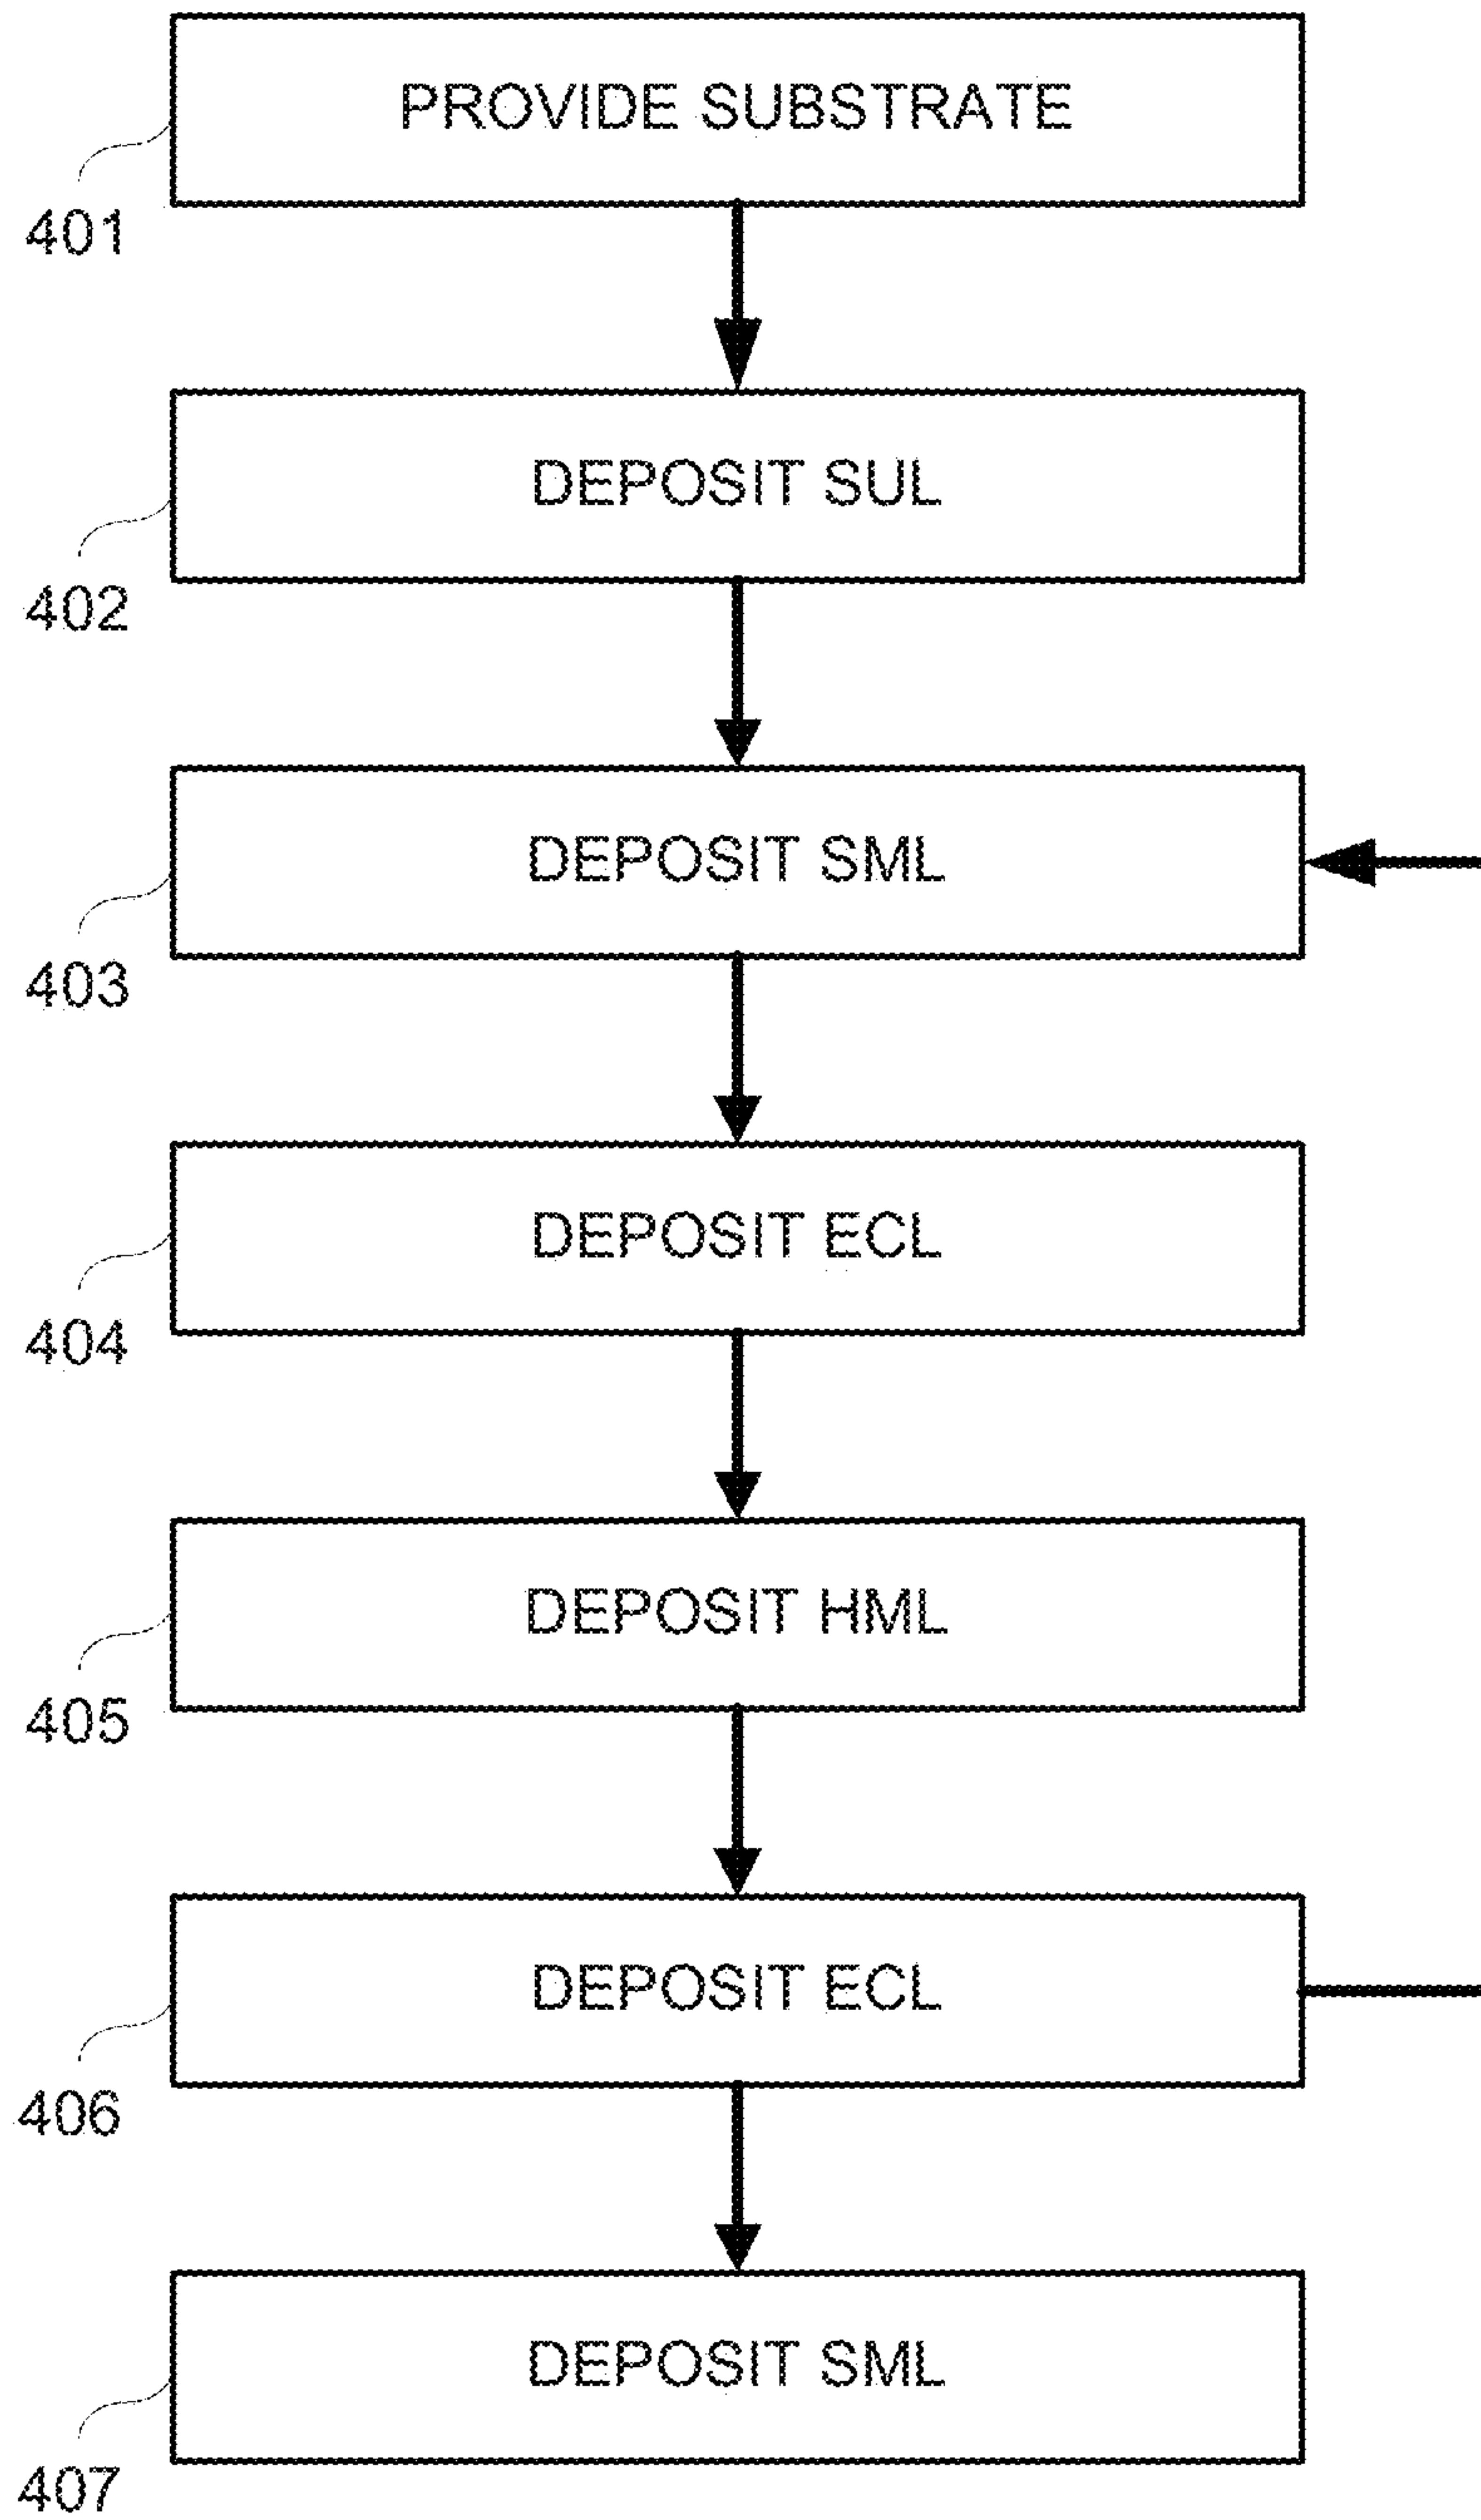 PROVIDE SUBSTRATE
401
DEPOSIT SUL
402
DEPOSIT SML
403
DEPOSIT ECL
404
DEPOSIT HML
405
DEPOSIT ECL
406
DEPOSIT SML
407